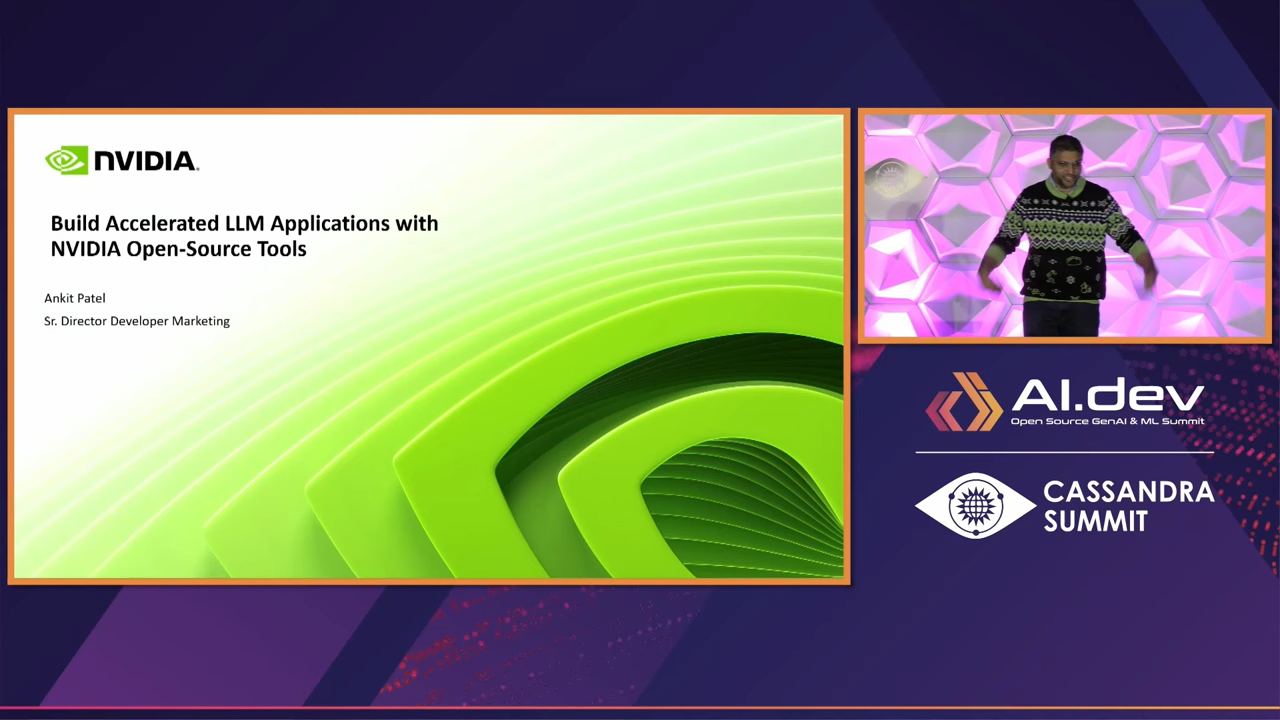 NVIDIA.
Build Accelerated LLM Applications with
NVIDIA Open-Source Tools
Ankit Patel
Sr. Director Developer Marketing
AI.dev
Open Source GenAI & ML Summit
CASSANDRA
SUMMIT